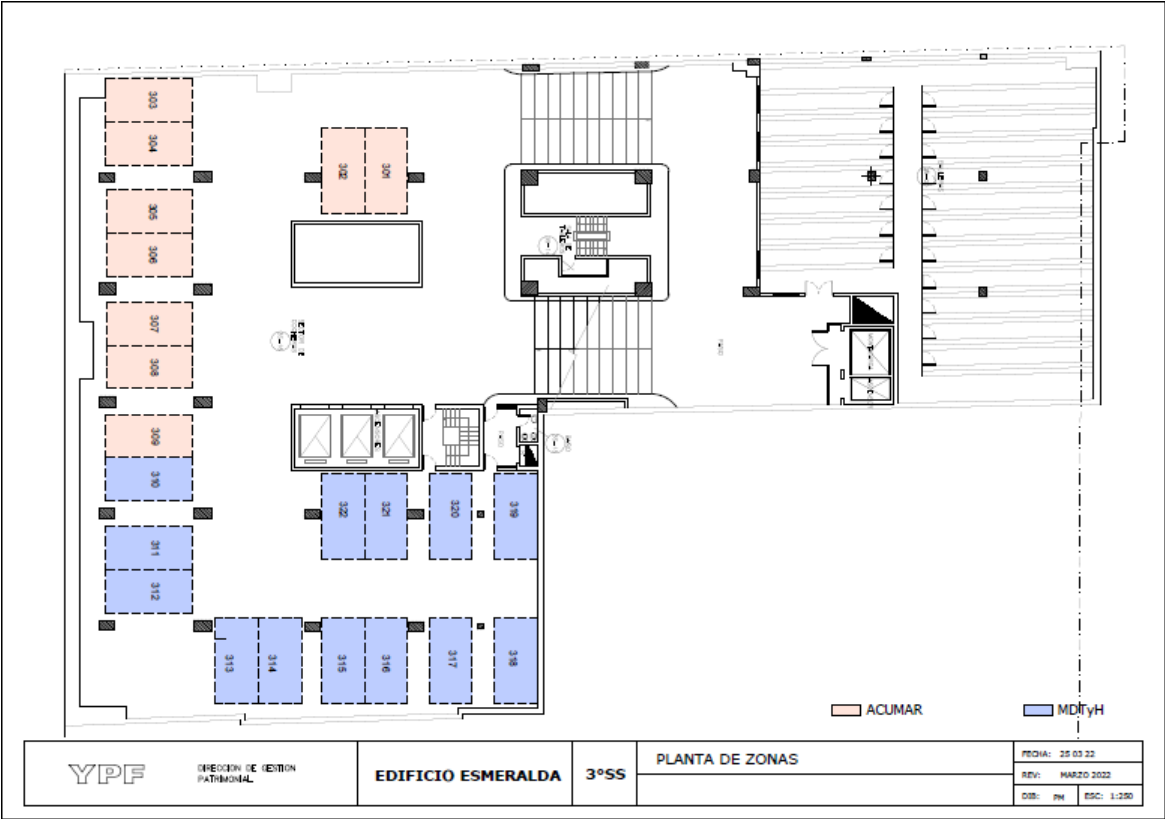 303
304
302
301
305
306
307
308
309
310
311
312
322
321
320
319
313
314
315
316
317
318
ACUMAR
MDTyH
YPF
DIRECCION DE GESTION
PATRIMONIAL
EDIFICIO ESMERALDA
3°SS
PLANTA DE ZONAS
FECHA: 25 03 22
REV: MARZO 2022
DIB: PM
ESC: 1:250